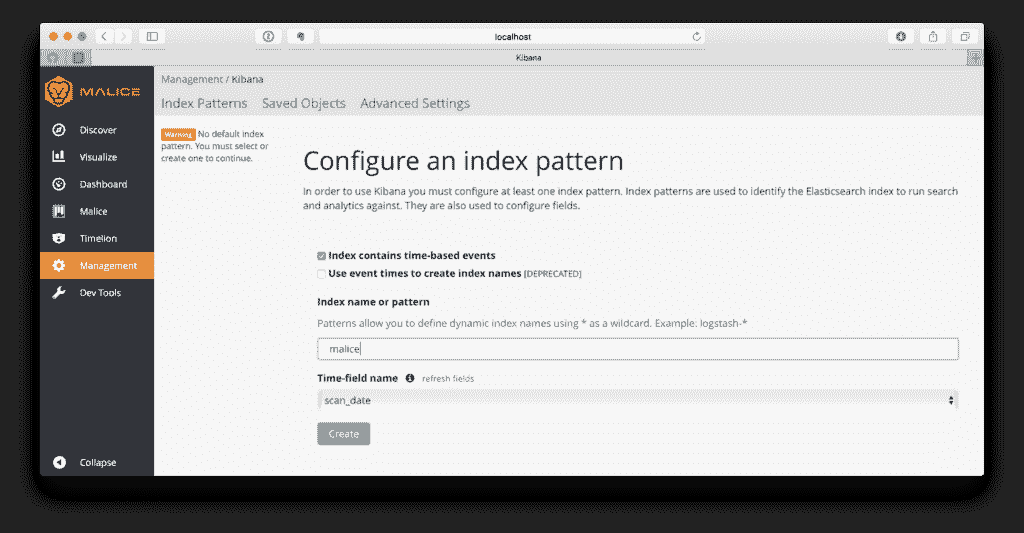 localhost
Kibana
MALICE
Management / Kibana
Index Patterns Saved Objects Advanced Settings
Discover
Visualize
Dashboard
Malice
Timelion
Management
Dev Tools
Collapse
Warning No default index
pattern. You must select or
create one to continue.
Configure an index pattern
In order to use Kibana you must configure at least one index pattern. Index patterns are used to identify the Elasticsearch index to run search
and analytics against. They are also used to configure fields.
Index contains time-based events
Use event times to create index names [DEPRECATED]
Index name or pattern
Patterns allow you to define dynamic index names using * as a wildcard. Example: logstash-*
malice
Time-field name refresh fields
scan_date
Create